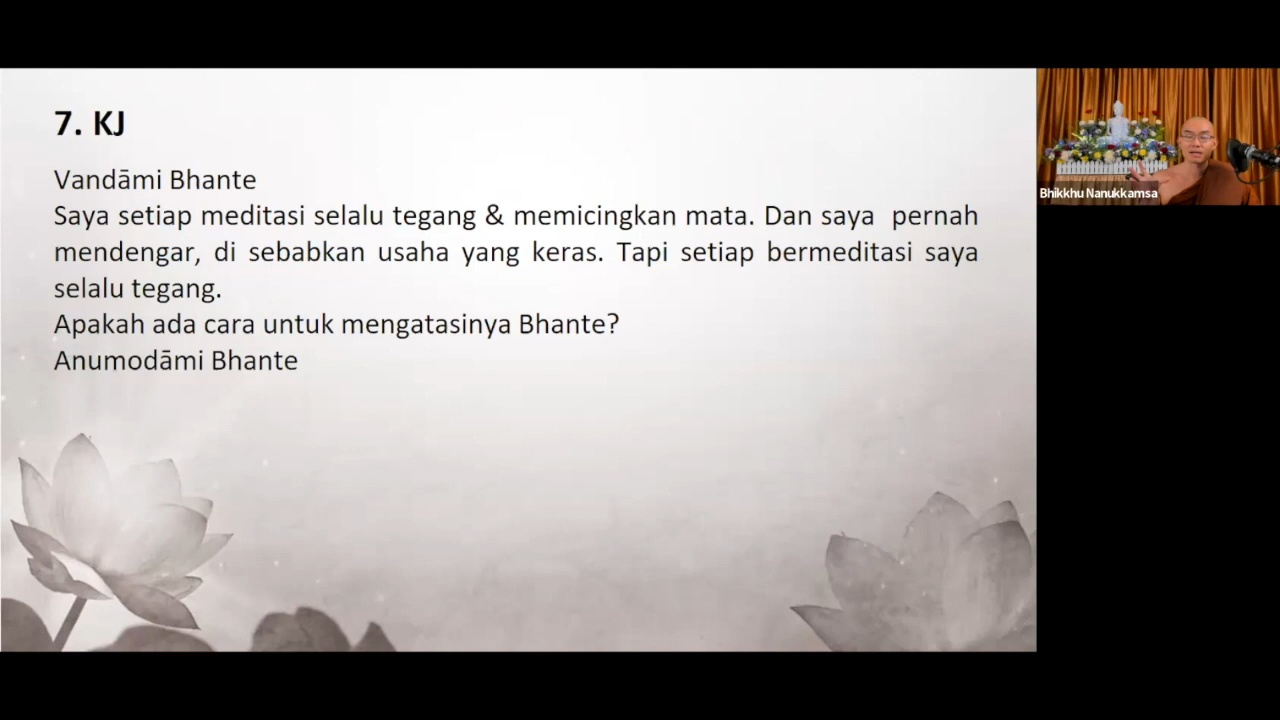 7. KJ
Vandāmi Bhante
Saya setiap meditasi selalu tegang & memicingkan mata. Dan saya pernah
mendengar, di sebabkan usaha yang keras. Tapi setiap bermeditasi saya
selalu tegang.
Apakah ada cara untuk mengatasinya Bhante?
Anumodāmi Bhante
Bhikkhu Nanukkamsa